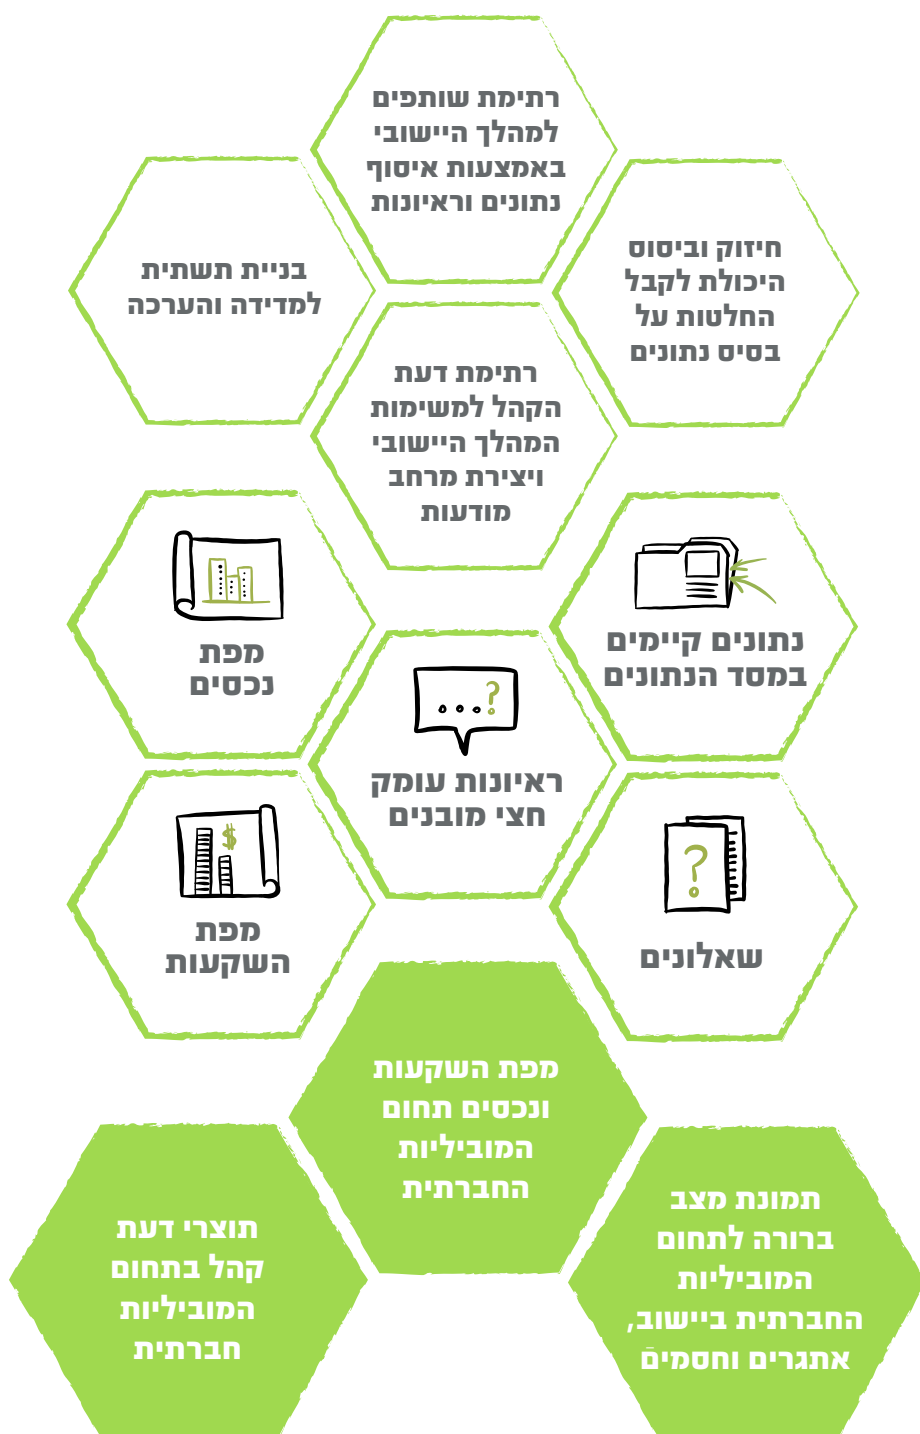 רתימת שותפים
למהלך היישובי
באמצעות איסוף
נתונים וראיונות
חיזוק וביסוס
היכולת לקבל
החלטות על
בסיס נתונים
בניית תשתית
למדידה והערכה
רתימת דעת
הקהל למשימות
המהלך היישובי
ויצירת מרחב
מודעות
נתונים קיימים
במסד הנתונים
מפת
נכסים
...?
ראיונות עומק
חצי מובנים
?
שאלונים
$
מפת
השקעות
מפת השקעות
ונכסים תחום
המוביליות
החברתית
תמונת מצב
ברורה לתחום
המוביליות
החברתית ביישוב,
אתגרים וחסמים
תוצרי דעת
קהל בתחום
המוביליות
חברתית